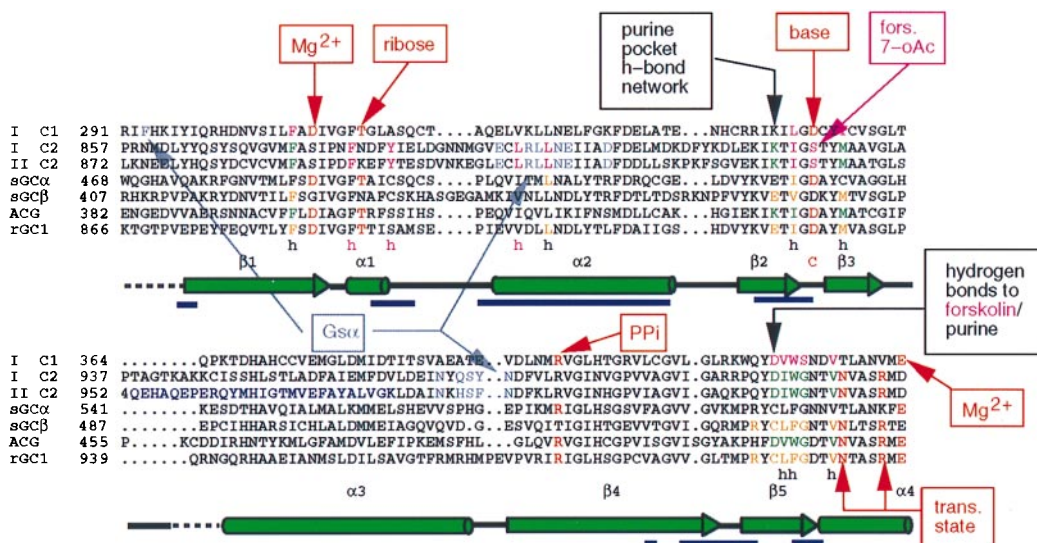 Mg2+
ribose
purine
pocket
h-bond
network
base
fors.
7-oAc
I C1 291 RIFHKIYIQRHDNVSILFADIVGFTGLASQCT....AQELVKLLNELFGKFDELATE..NHCRRIKILGDCYYCVSGLT
I C2 857 PRNMDLYYQSYSQVGVMFASIPNFNDFYIELDGNNMGVECLRLLNEIIADFDELMDKDFYKDLEKIKTIGSTYMAAVGLA
II C2 872 LKNEELYHQSYDCVCVMFASIPDFKEFYTESDVNKEGLECLRLLNEIIADFDDLLSKPKFSGVEKIKTIGSTYMAATGLS
sGCα 468 WQGHAVQAKRFGNVTMLFSDIVGFTAICSQCS....PLQVITMLNALYTRFDRQCGE..LDVYKVETIGDAYCVAGGLH
sGCβ 407 RHKRPVPAKRYDNVTILFSGIVGFNAFCSKHASGEGAMKIVNLLNDLYTRFDTLTDSRKNPFVYKVETVGDKYMTVSGLP
ACG 382 ENGEDVVAERSNNACVFFLDIAGFTRFSSIHS....PEQVIQVLIKIFNSMDLLCAK..HGIEKIKTIGDAYMATCGIF
rGC1 866 KTGTPVEPEYFEQVTLYFSDIVGFTTISAMSE....PIEVVDLLNDLYTLFDAIIGS..HDVYKVETIGDAYMVASGLP
h h h h h h h
β1 α1 α2 β2 C β3
Gsα
PPi
hydrogen
bonds to
forskolin/
purine
I C1 364 .......QPKTDHAHCCVEMGLDMIDTITSVAEATE..VDLNMRVGLHTGRVLCGVL.GLRKWQYDVWSNDVTLANVME
I C2 937 PTAGTKAKKCISSHLSTLADFAIEMFDVLDEINYQSY..NDFVLRVGINVGPVVAGVI.GARRPQYDIWGNTVNVASRMD
II C2 952 4QEHAQEPERQYMHIGTMVEFAYALVGKLDAINKHSF..NDFKLRVGINHGPVIAGVI.GAQKPQYDIWGNTVNVASRMD
sGCα 541 .......KESDTHAVQIALMALKMMELSHEVMSPHG..EPIKMRIGLHSGSVFAGVV.GVKMPRYCLFGNNVTLANKFE
sGCβ 487 .......EPCIHHARSICHLALDMMEIAGQVQVD.G..ESVQITIGIHTGEVVTGVI.GQRMPRYCLFGNTVNLTSRTE
ACG 455 P.....KCDDIRHNTYKMLGFAMDVLEFIPKEMSFHL..GLQVRVGIHCGPVISGVISGYAKPHFDVWGDTVNVASRME
rGC1 939 .......QRNGQRHAAEIANMSLDILSAVGTFRMRHMPEVPVRIRIGLHSGPCVAGVV.GLTMPRYCLFGDTVNTASRME
hh h
α3 β4 β5 α4
Mg2+
trans.
state